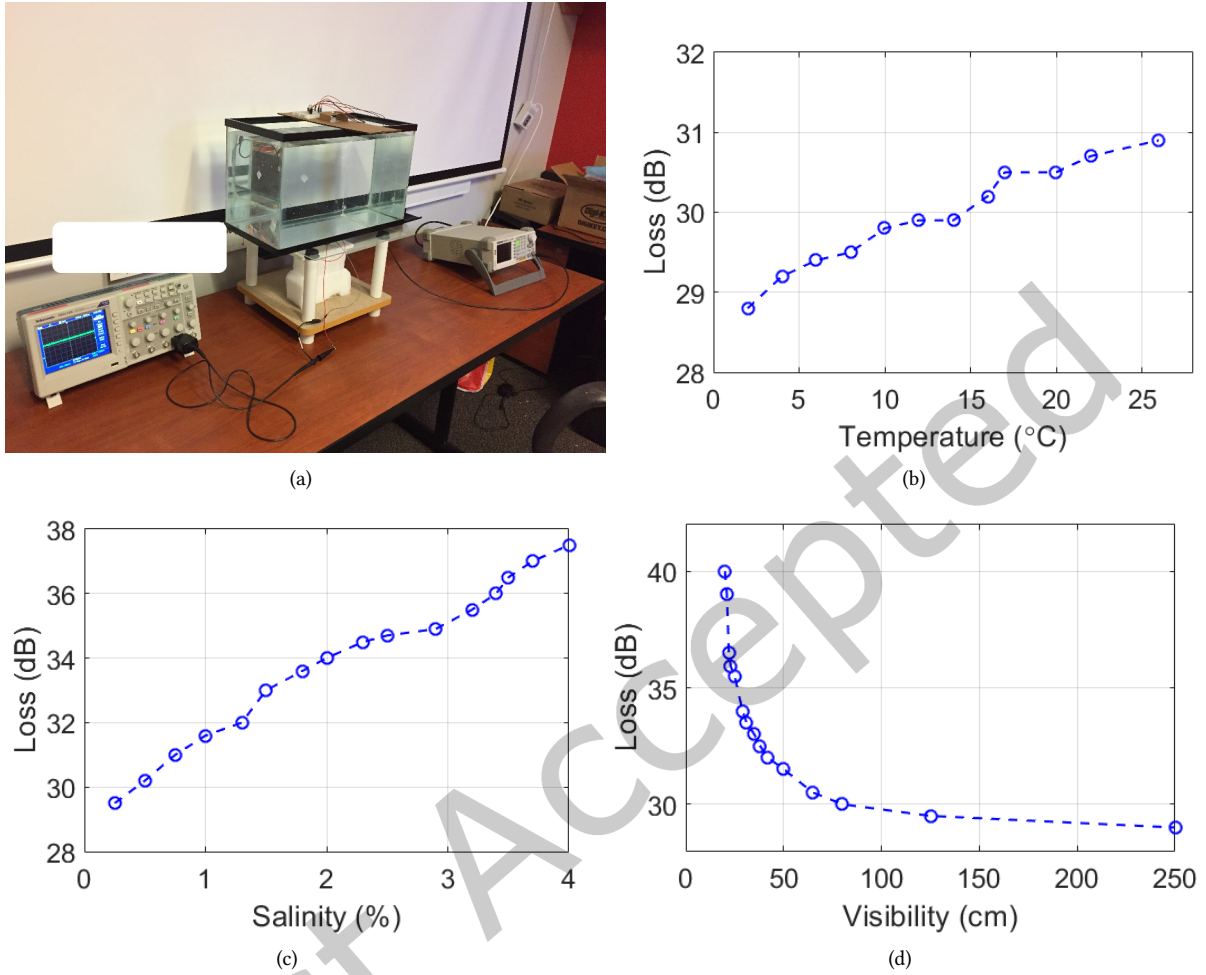 (a)
32
31
30
29
28
0 5 10 15 20 25
Loss (dB)
Temperature (°C)
(b)
38
36
34
32
30
28
0 1 2 3 4
Loss (dB)
Salinity (%)
(c)
40
35
30
0 50 100 150 200 250
Loss (dB)
Visibility (cm)
(d)
st Accepted